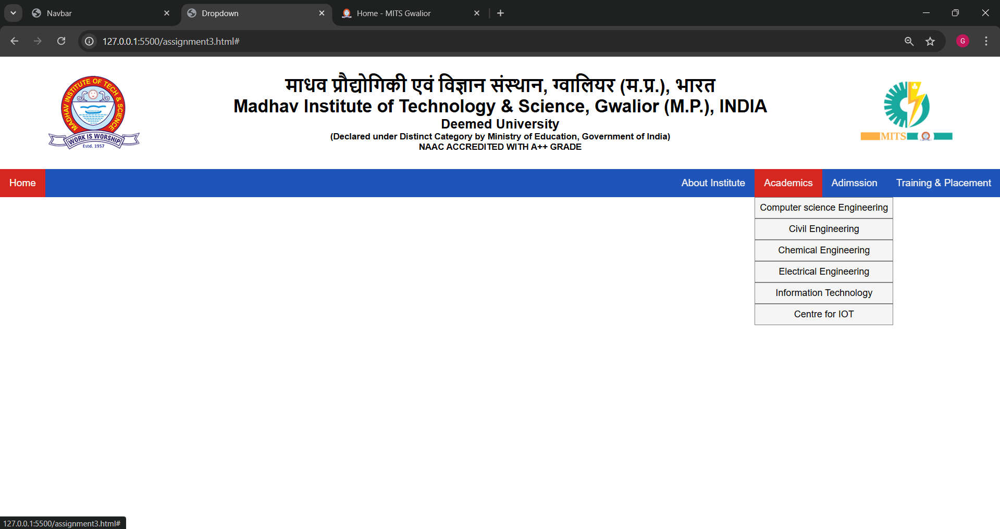 Navbar
Dropdown
Home - MITS Gwalior
127.0.0.1:5500/assignment3.html#
G
MADHAV INSTITUTE OF TECH & SCIENCE
WORK IS WORSHIP
Estd. 1957
माधव प्रौद्योगिकी एवं विज्ञान संस्थान, ग्वालियर (म.प्र.), भारत
Madhav Institute of Technology & Science, Gwalior (M.P.), INDIA
Deemed University
(Declared under Distinct Category by Ministry of Education, Government of India)
NAAC ACCREDITED WITH A++ GRADE
MITS
Home About Institute Academics Adimssion Training & Placement
Computer science Engineering
Civil Engineering
Chemical Engineering
Electrical Engineering
Information Technology
Centre for IOT
127.0.0.1:5500/assignment3.html#